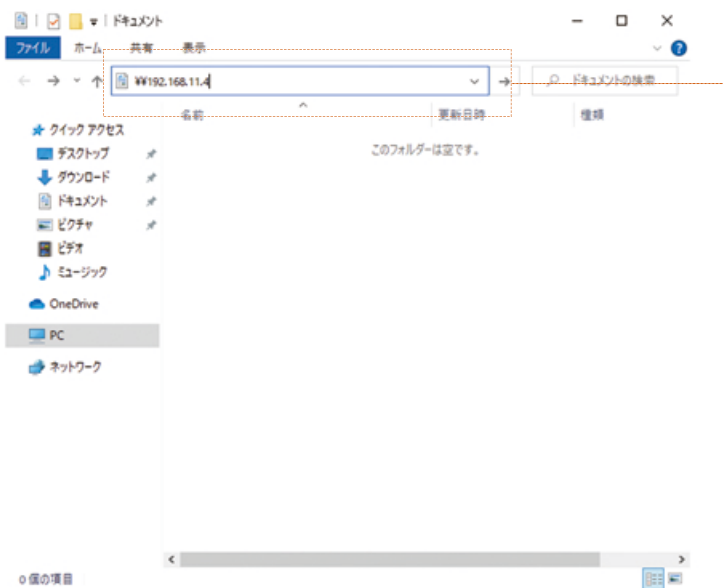 ドキュメント
ファイル ホーム 共有 表示
¥¥192.168.11.4
ドキュメントの検索
名前 更新日時 種類
このフォルダーは空です。
クイック アクセス
デスクトップ
ダウンロード
ドキュメント
ピクチャ
ビデオ
ミュージック
OneDrive
PC
ネットワーク
0 個の項目